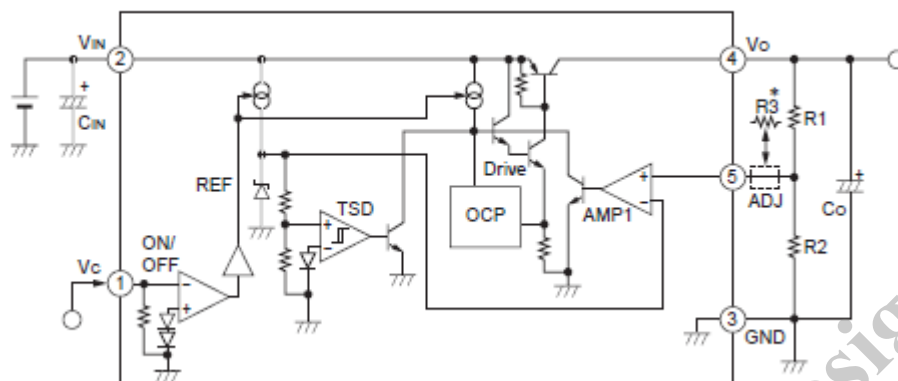 VIN
2
4
VO
+
CIN
R3*
R1
5
ADJ
+
CO
REF
TSD
+
−
OCP
Drive
+
−
AMP1
R2
ON/
OFF
VC
1
−
+
3
GND